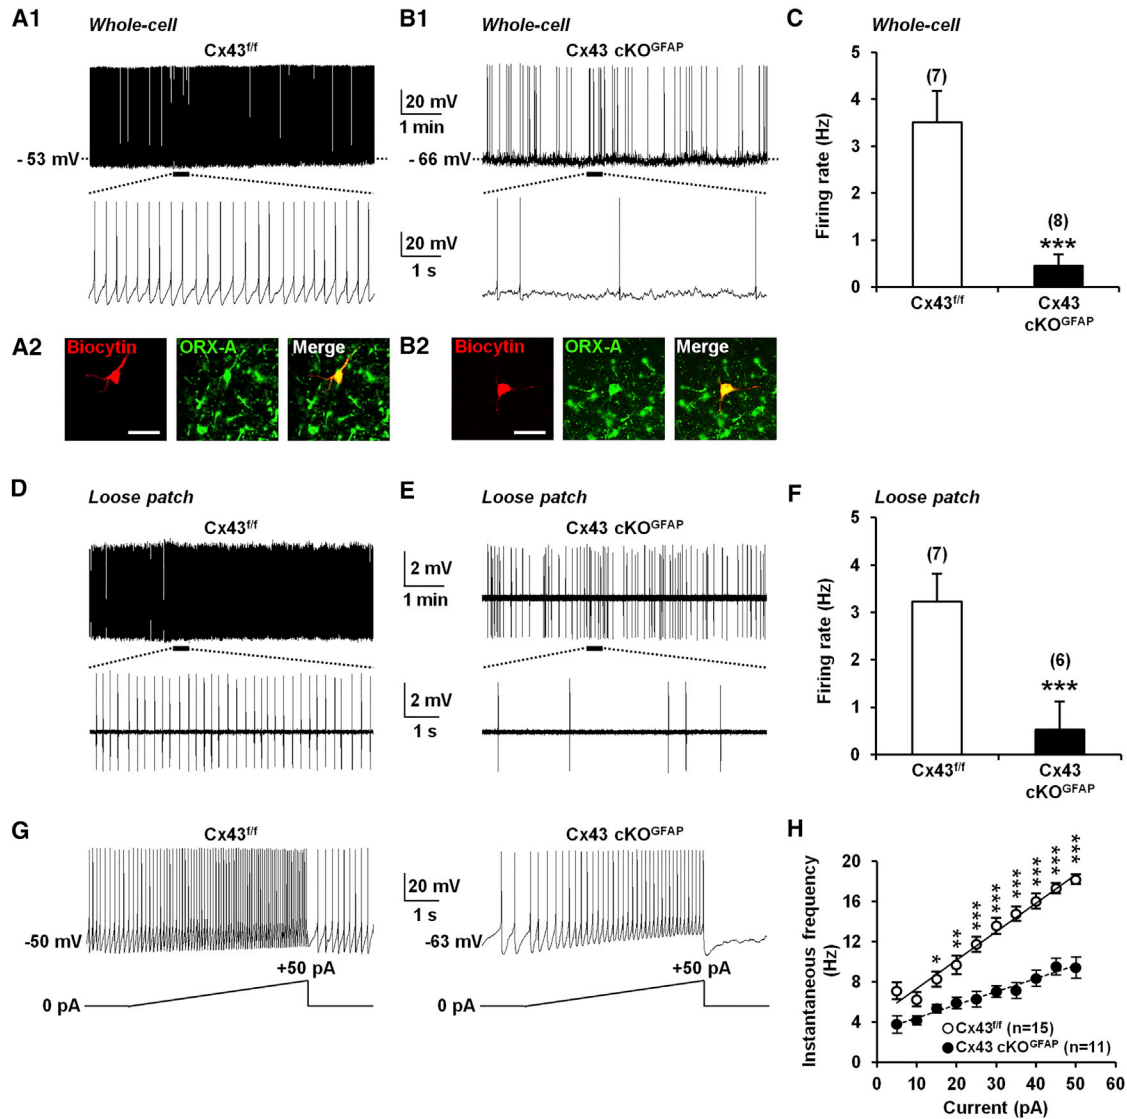 A1
Whole-cell
Cx43f/f
20 mV
1 min
- 53 mV
20 mV
1 s
B1
Whole-cell
Cx43 cKOGFAP
- 66 mV
C
Whole-cell
Firing rate (Hz)
5
4
3
2
1
0
(7)
(8)
***
Cx43f/f
Cx43
cKOGFAP
A2
Biocytin
ORX-A
Merge
B2
Biocytin
ORX-A
Merge
D
Loose patch
Cx43f/f
2 mV
1 min
2 mV
1 s
E
Loose patch
Cx43 cKOGFAP
F
Loose patch
Firing rate (Hz)
5
4
3
2
1
0
(7)
(6)
***
Cx43f/f
Cx43
cKOGFAP
G
Cx43f/f
-50 mV
+50 pA
0 pA
20 mV
1 s
Cx43 cKOGFAP
-63 mV
+50 pA
0 pA
H
Instantaneous frequency
(Hz)
20
16
12
8
4
0
* ** *** *** *** *** *** ***
Cx43f/f (n=15)
Cx43 cKOGFAP (n=11)
0 10 20 30 40 50 60
Current (pA)